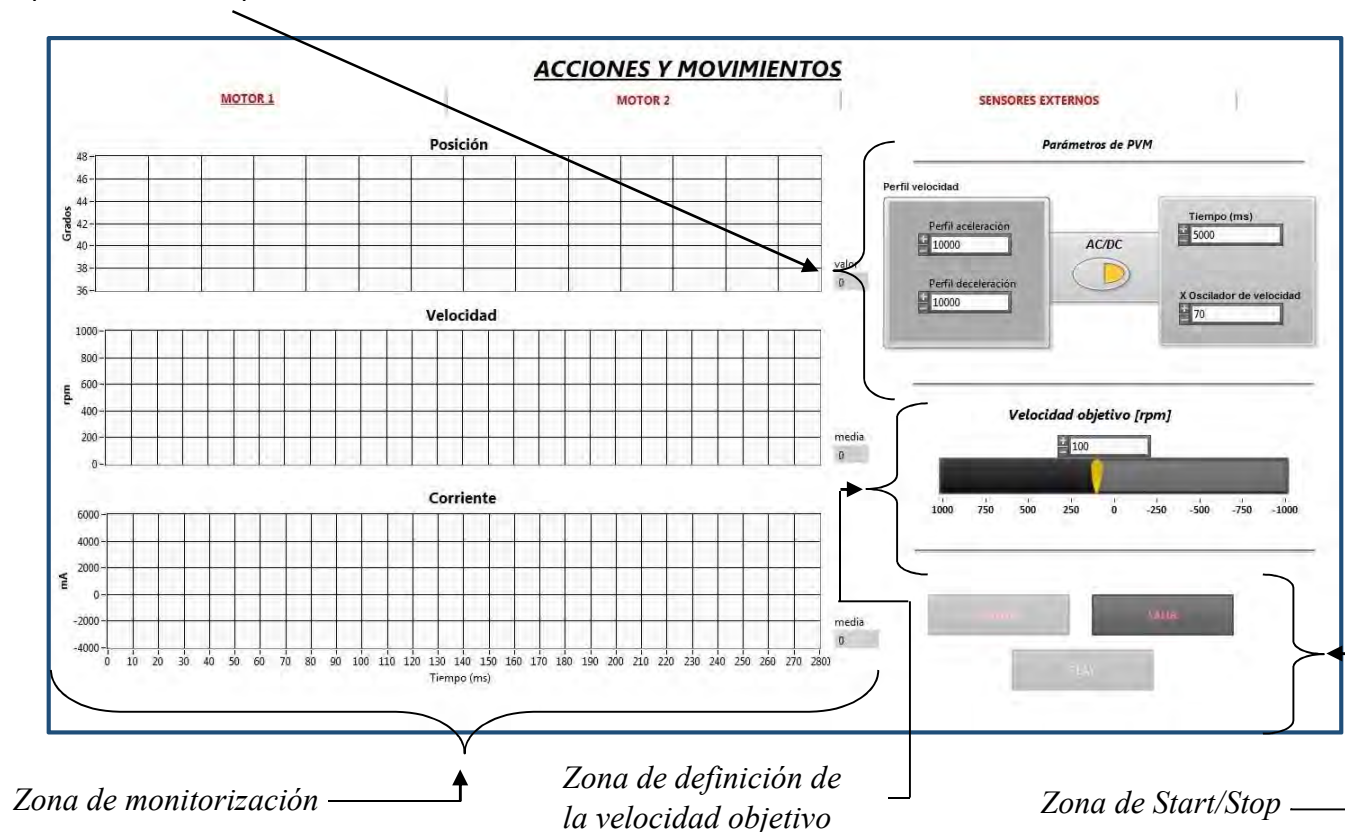 ACCIONES Y MOVIMIENTOS
MOTOR 1
MOTOR 2
SENSORES EXTERNOS
Posición
48
46
44
42
40
38
36
Grados
valor
0
Velocidad
1000
800
600
400
200
0
rpm
media
0
Corriente
6000
4000
2000
0
-2000
-4000
mA
media
0
0 10 20 30 40 50 60 70 80 90 100 110 120 130 140 150 160 170 180 190 200 210 220 230 240 250 260 270 280
Tiempo (ms)
Parámetros de PVM
Perfil velocidad
Perfil aceleración
10000
Perfil deceleración
10000
AC/DC
Tiempo (ms)
5000
X Oscilador de velocidad
70
Velocidad objetivo [rpm]
100
1000 750 500 250 0 -250 -500 -750 -1000
Zona de monitorización
Zona de definición de
la velocidad objetivo
Zona de Start/Stop